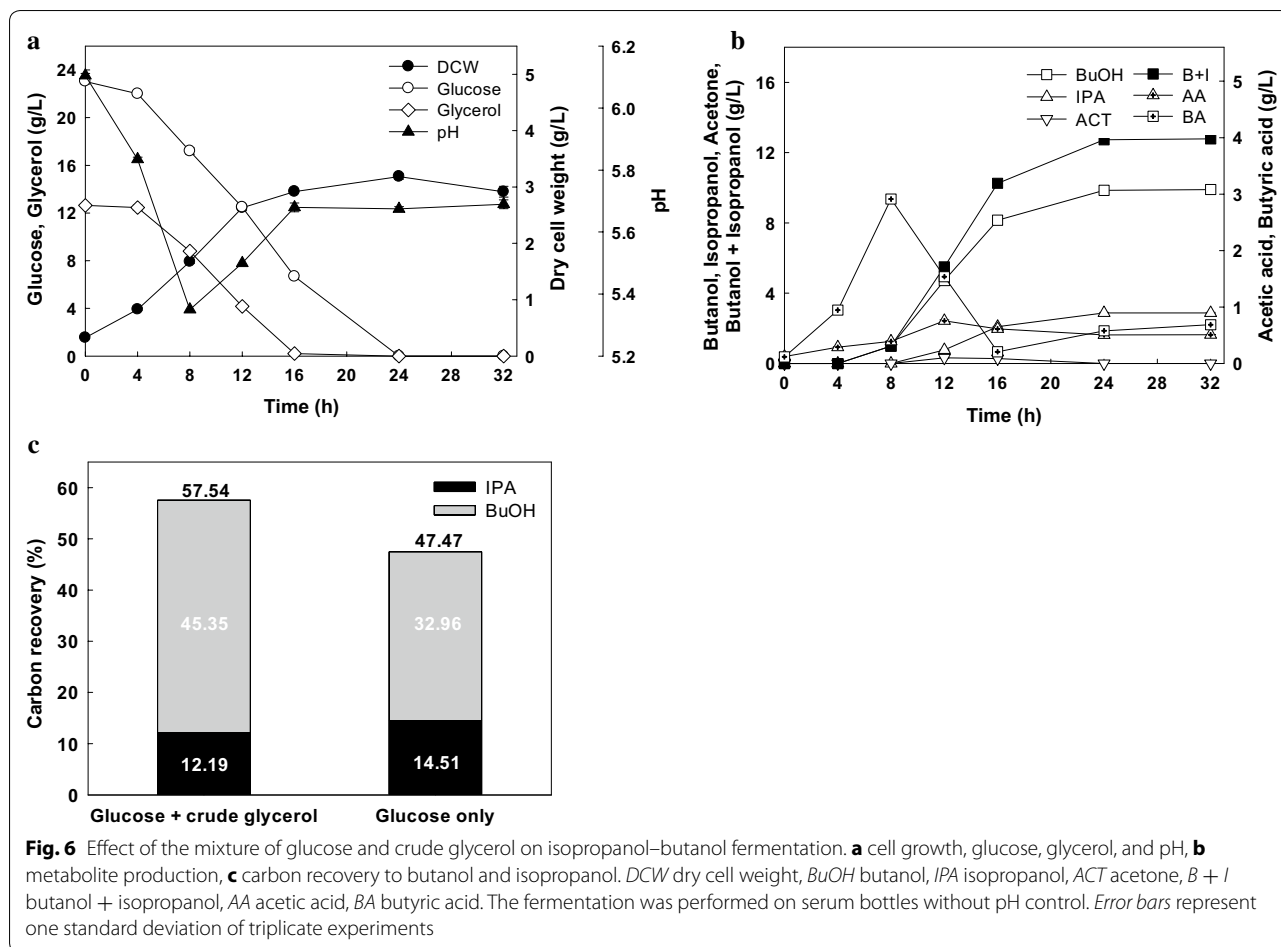 a
DCW
Glucose
Glycerol
pH
Glucose, Glycerol (g/L)
24
20
16
12
8
4
0
0 4 8 12 16 20 24 28 32
Time (h)
5
4
3
2
1
0
Dry cell weight (g/L)
6.2
6.0
5.8
5.6
5.4
5.2
pH
b
BuOH B+I
IPA AA
ACT BA
Butanol, Isopropanol, Acetone,
Butanol + Isopropanol (g/L)
16
12
8
4
0
0 4 8 12 16 20 24 28 32
Time (h)
5
4
3
2
1
0
Acetic acid, Butyric acid (g/L)
c
IPA
BuOH
Carbon recovery (%)
60
50
40
30
20
10
0
57.54
45.35
12.19
47.47
32.96
14.51
Glucose + crude glycerol Glucose only
Fig. 6 Effect of the mixture of glucose and crude glycerol on isopropanol–butanol fermentation. a cell growth, glucose, glycerol, and pH, b
metabolite production, c carbon recovery to butanol and isopropanol. DCW dry cell weight, BuOH butanol, IPA isopropanol, ACT acetone, B + I
butanol + isopropanol, AA acetic acid, BA butyric acid. The fermentation was performed on serum bottles without pH control. Error bars represent
one standard deviation of triplicate experiments